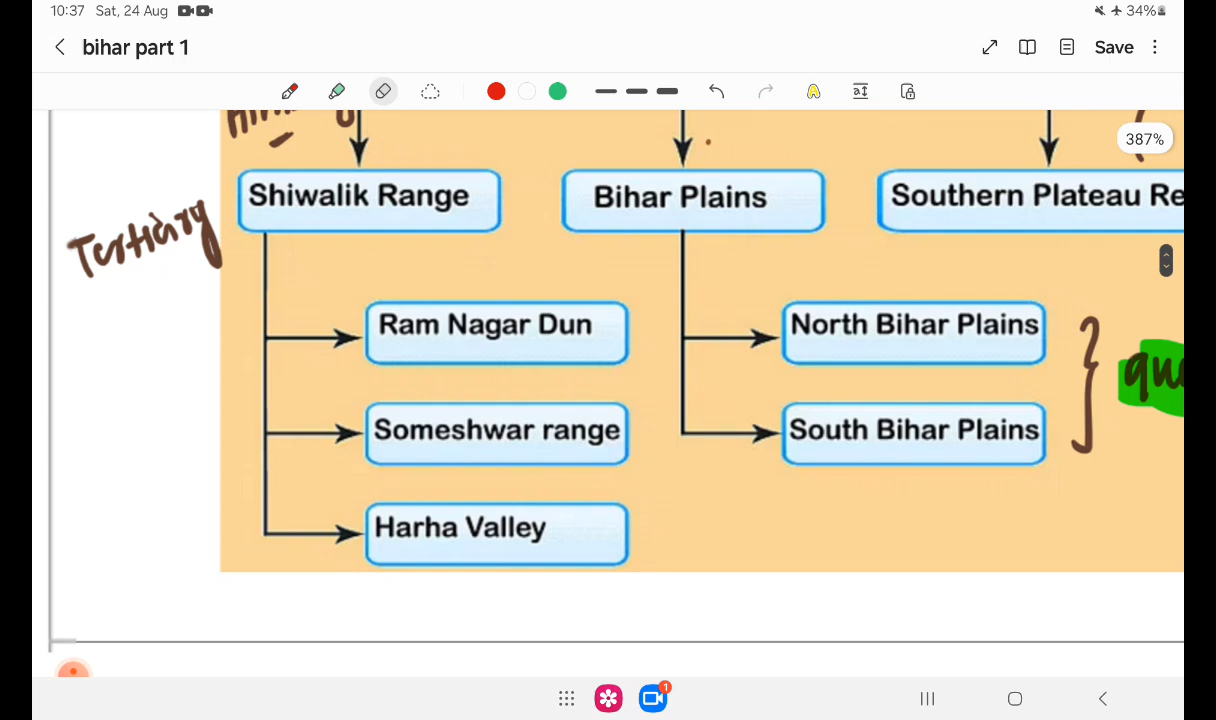 10:37 Sat, 24 Aug
34%
bihar part 1
Save
387%
Shiwalik Range
Bihar Plains
Southern Plateau Re
Tertiary
Ram Nagar Dun
North Bihar Plains
Someshwar range
South Bihar Plains
Harha Valley
1